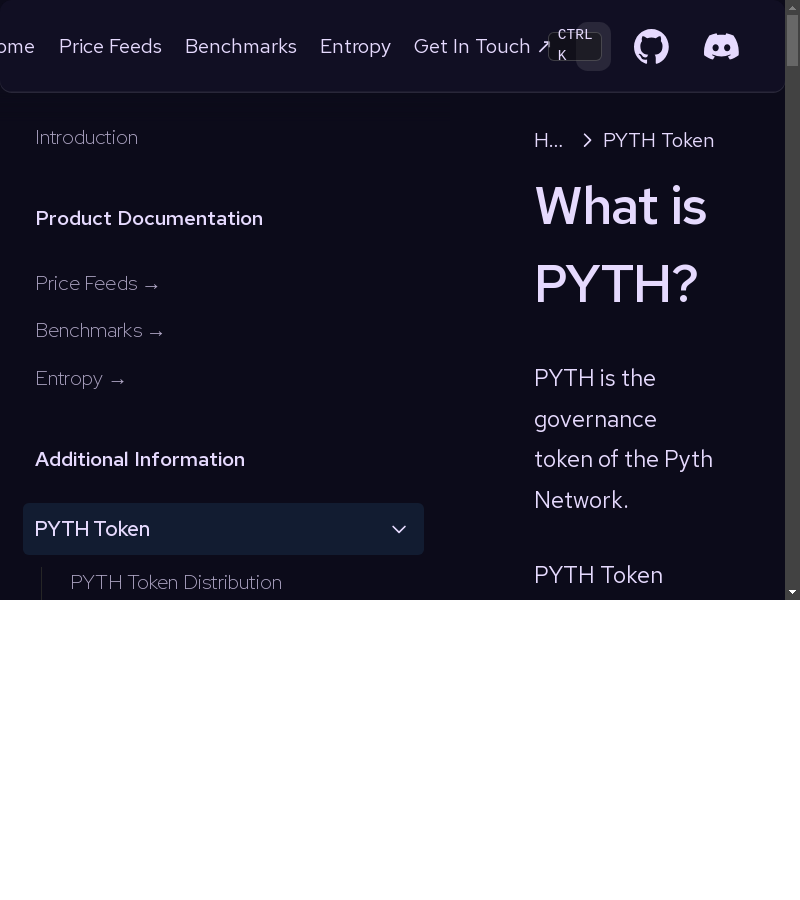 ome Price Feeds Benchmarks Entropy Get In Touch ↗ CTRL K
Introduction
Product Documentation
Price Feeds →
Benchmarks →
Entropy →
Additional Information
PYTH Token
PYTH Token Distribution
H… > PYTH Token
What is
PYTH?
PYTH is the
governance
token of the Pyth
Network.
PYTH Token